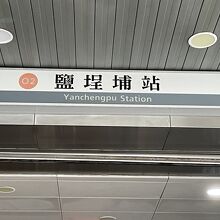 O2 鹽埕埔站
Yanchengpu Station